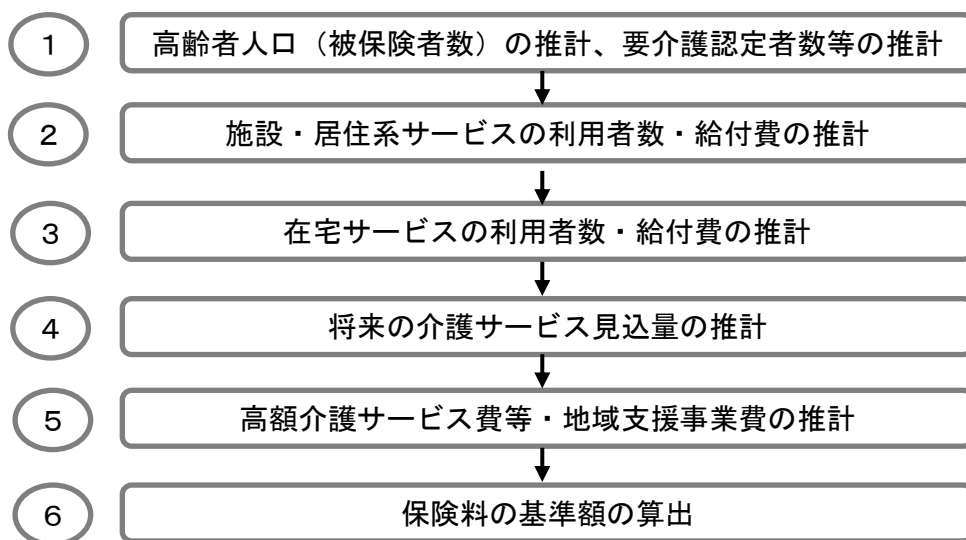 １
高齢者人口（被保険者数）の推計、要介護認定者数等の推計
２
施設・居住系サービスの利用者数・給付費の推計
３
在宅サービスの利用者数・給付費の推計
４
将来の介護サービス見込量の推計
５
高額介護サービス費等・地域支援事業費の推計
６
保険料の基準額の算出